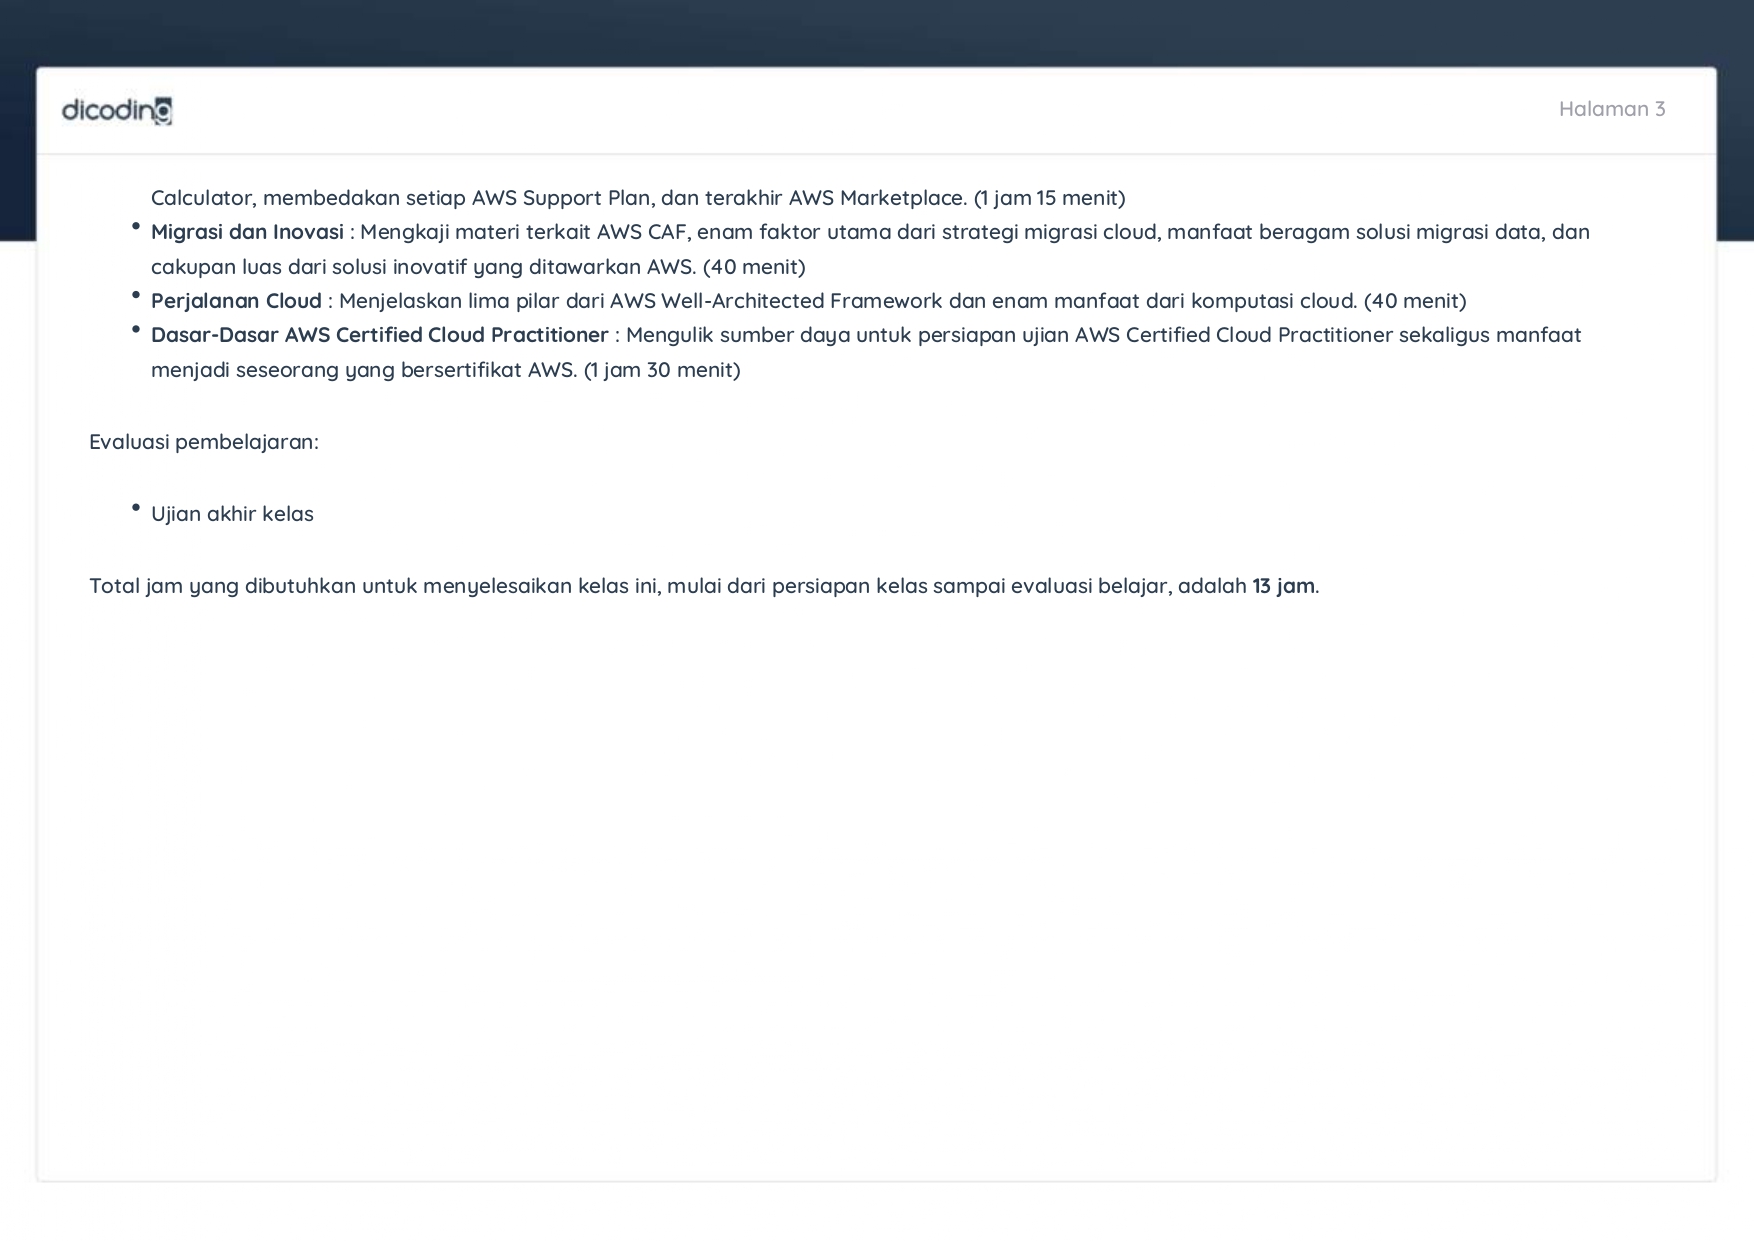 dicoding
Halaman 3
Calculator, membedakan setiap AWS Support Plan, dan terakhir AWS Marketplace. (1 jam 15 menit)
• Migrasi dan Inovasi : Mengkaji materi terkait AWS CAF, enam faktor utama dari strategi migrasi cloud, manfaat beragam solusi migrasi data, dan
cakupan luas dari solusi inovatif yang ditawarkan AWS. (40 menit)
• Perjalanan Cloud : Menjelaskan lima pilar dari AWS Well-Architected Framework dan enam manfaat dari komputasi cloud. (40 menit)
• Dasar-Dasar AWS Certified Cloud Practitioner : Mengulik sumber daya untuk persiapan ujian AWS Certified Cloud Practitioner sekaligus manfaat
menjadi seseorang yang bersertifikat AWS. (1 jam 30 menit)
Evaluasi pembelajaran:
• Ujian akhir kelas
Total jam yang dibutuhkan untuk menyelesaikan kelas ini, mulai dari persiapan kelas sampai evaluasi belajar, adalah 13 jam.